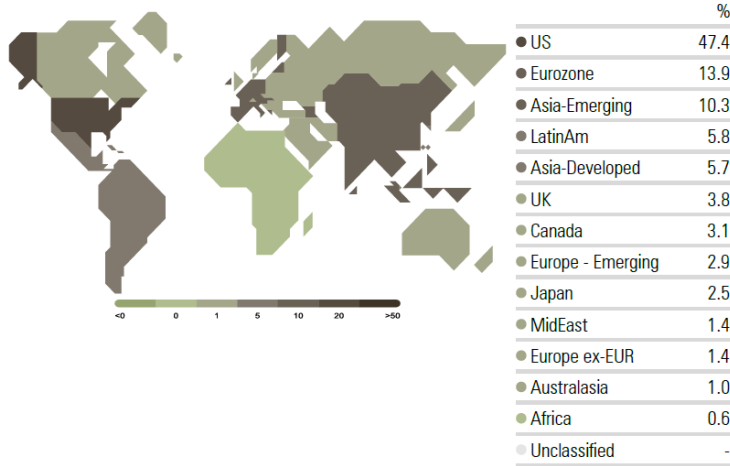 %
US 47.4
Eurozone 13.9
Asia-Emerging 10.3
LatinAm 5.8
Asia-Developed 5.7
UK 3.8
Canada 3.1
Europe - Emerging 2.9
Japan 2.5
MidEast 1.4
Europe ex-EUR 1.4
Australasia 1.0
Africa 0.6
Unclassified -
<0 0 1 5 10 20 >50